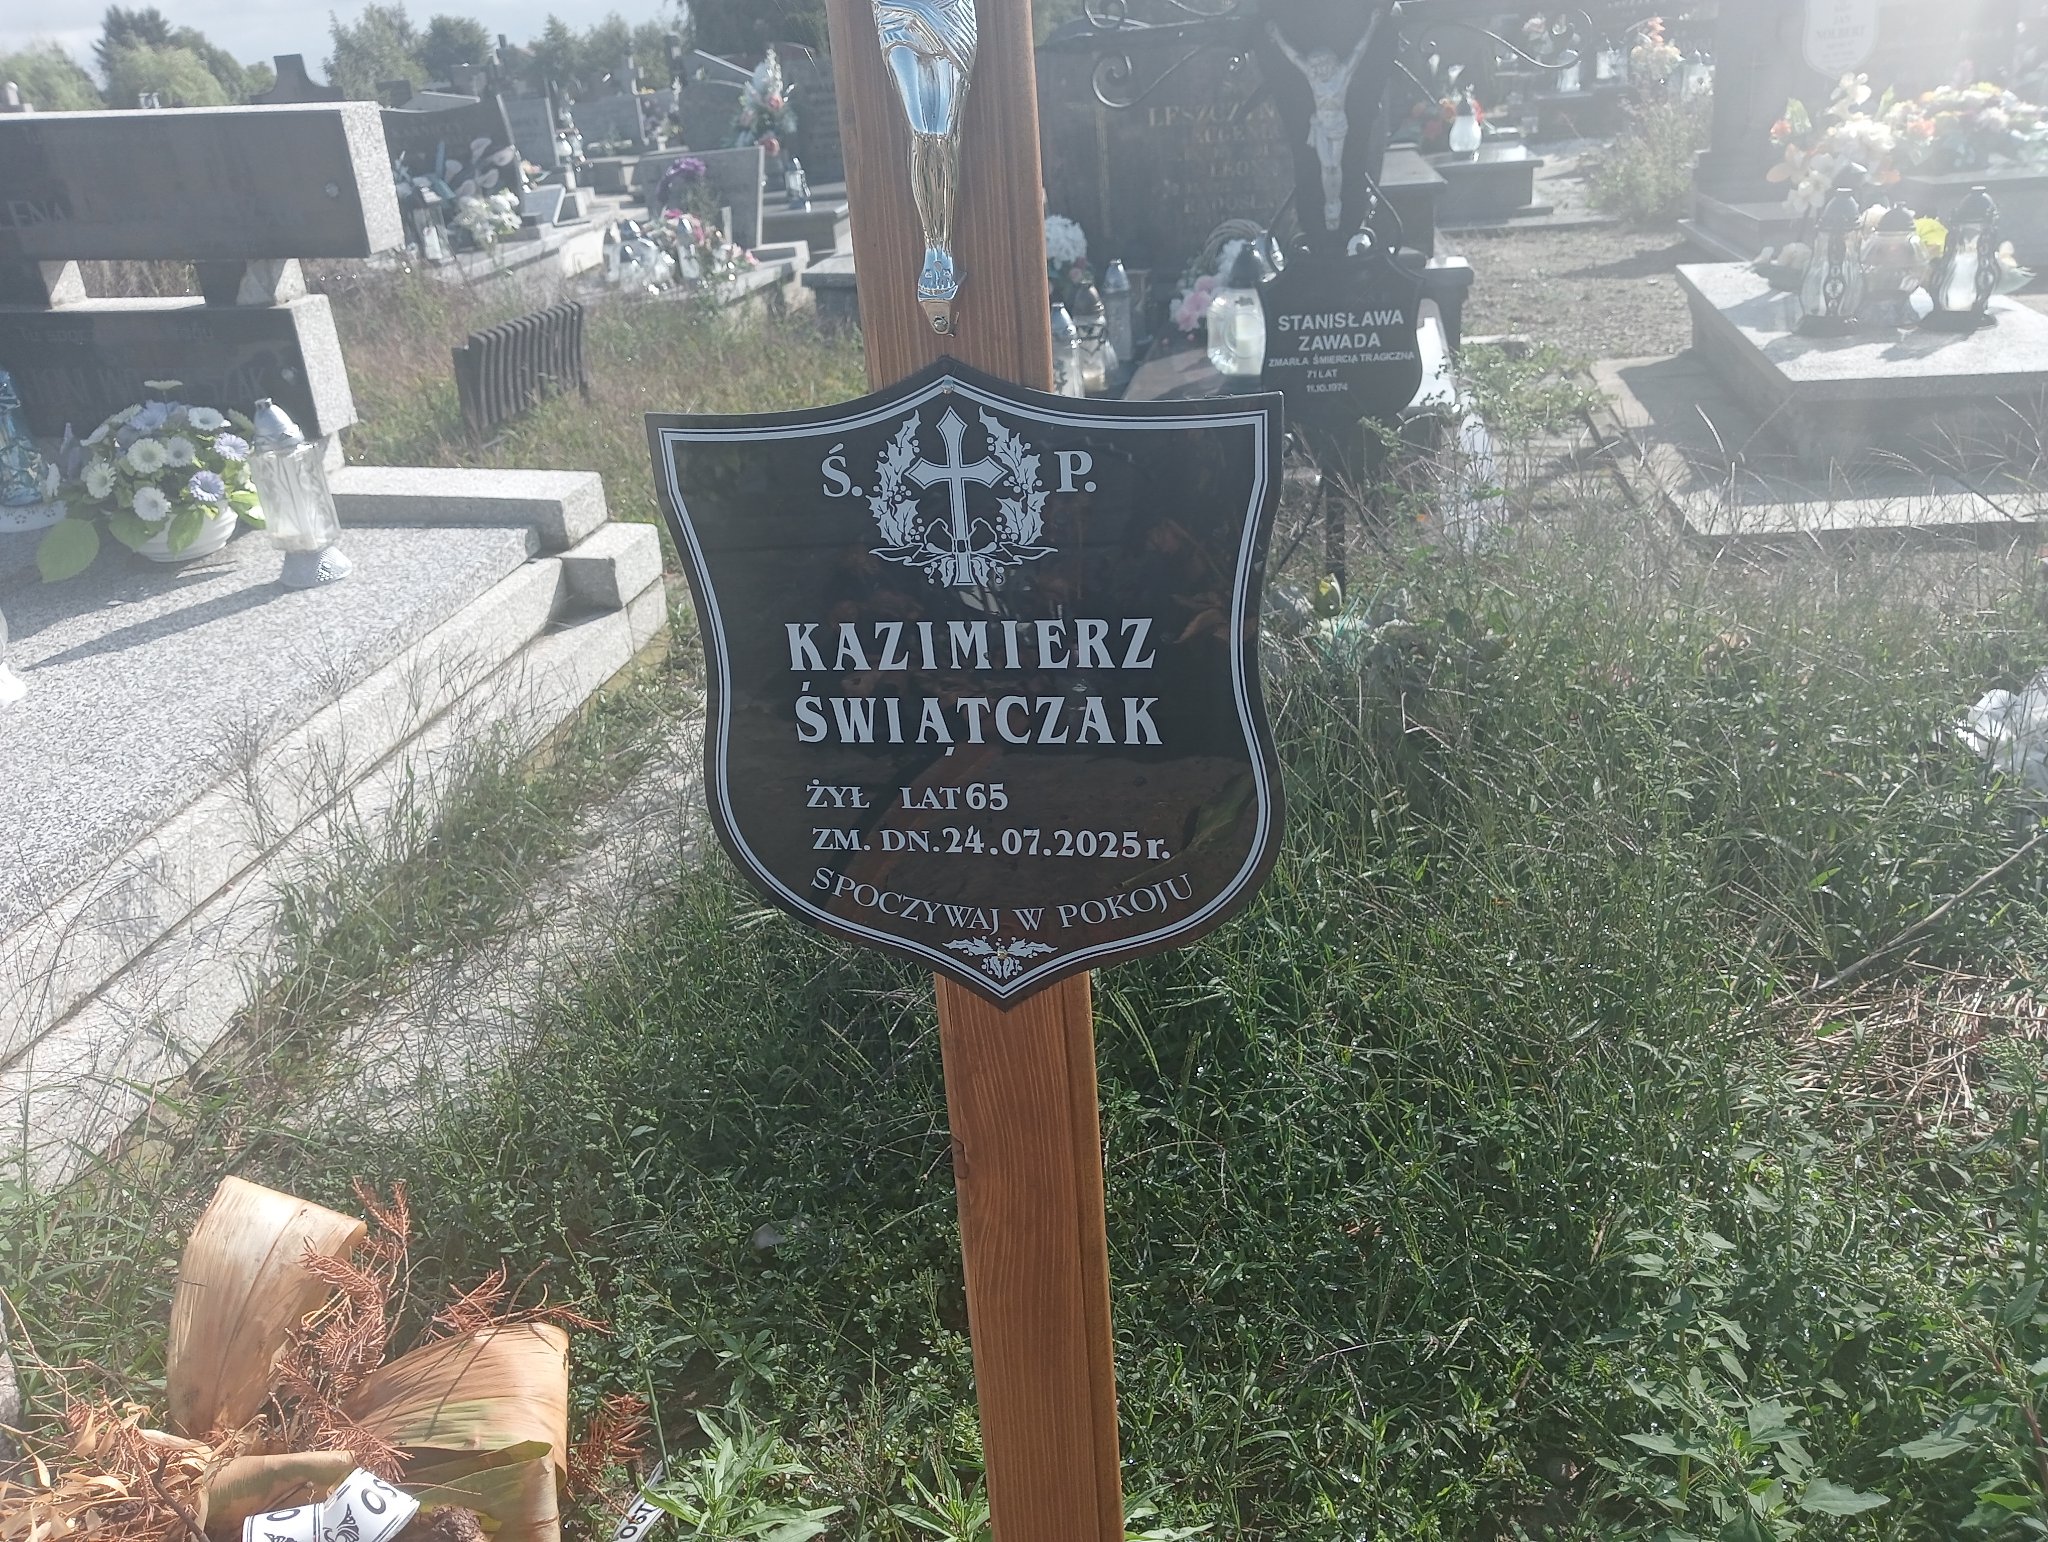 Ś. P.
KAZIMIERZ
ŚWIĄTCZAK
ŻYŁ LAT 65
ZM. DN. 24.07.2025 r.
SPOCZYWAJ W POKOJU
STANISŁAWA
ZAWADA
ZMARŁA ŚMIERCIĄ TRAGICZNĄ
71 LAT
11.10.1974
NORBERT